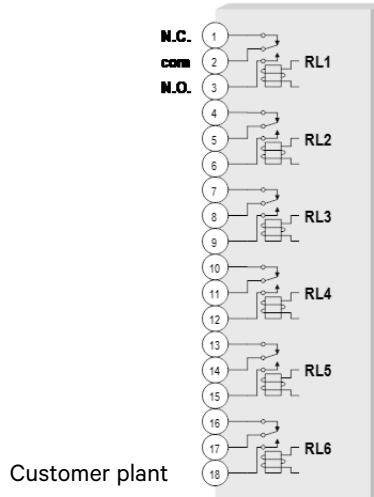 N.C. 1
com 2 RL1
N.O. 3
4
5 RL2
6
7
8 RL3
9
10
11 RL4
12
13
14 RL5
15
16
17 RL6
Customer plant 18